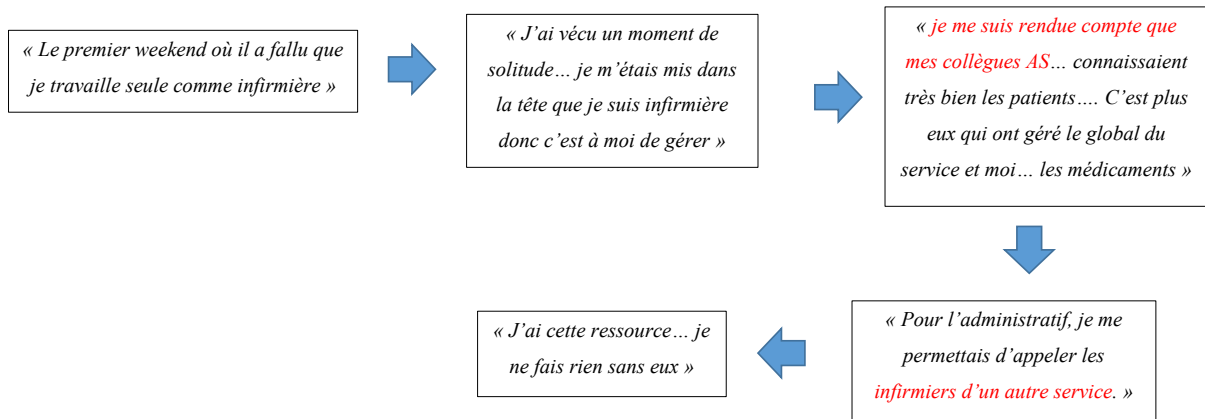 « Le premier weekend où il a fallu que
je travaille seule comme infirmière »
« J’ai vécu un moment de
solitude… je m’étais mis dans
la tête que je suis infirmière
donc c’est à moi de gérer »
« je me suis rendue compte que
mes collègues AS… connaissaient
très bien les patients…. C’est plus
eux qui ont géré le global du
service et moi… les médicaments »
« Pour l’administratif, je me
permettais d’appeler les
infirmiers d’un autre service. »
« J’ai cette ressource… je
ne fais rien sans eux »